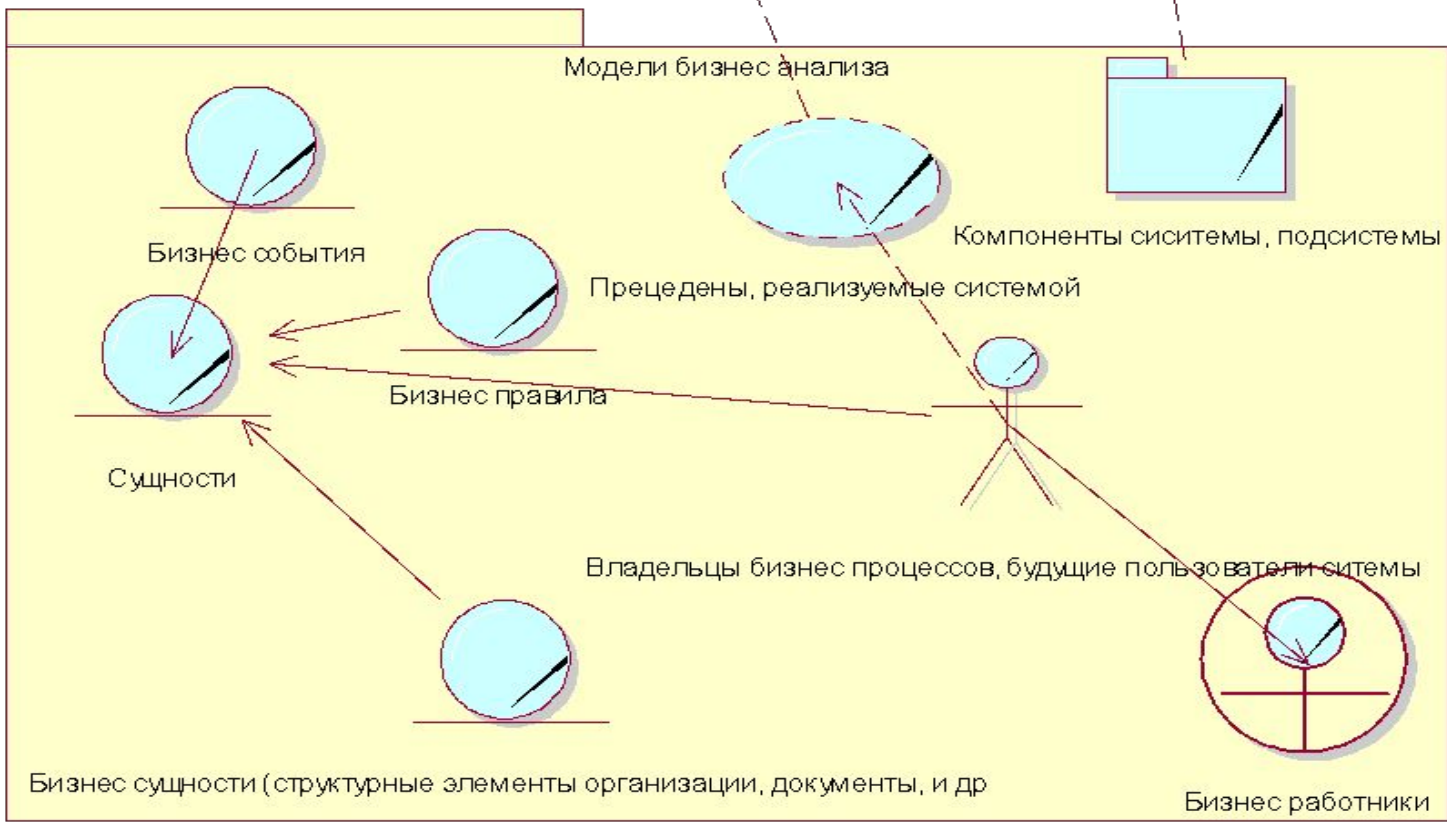 Модели бизнес анализа
Бизнес события
Компоненты сиситемы, подсистемы
Прецедены, реализуемые системой
Бизнес правила
Сущности
Владельцы бизнес процессов, будущие пользователи ситемы
Бизнес сущности (структурные элементы организации, документы, и др
Бизнес работники